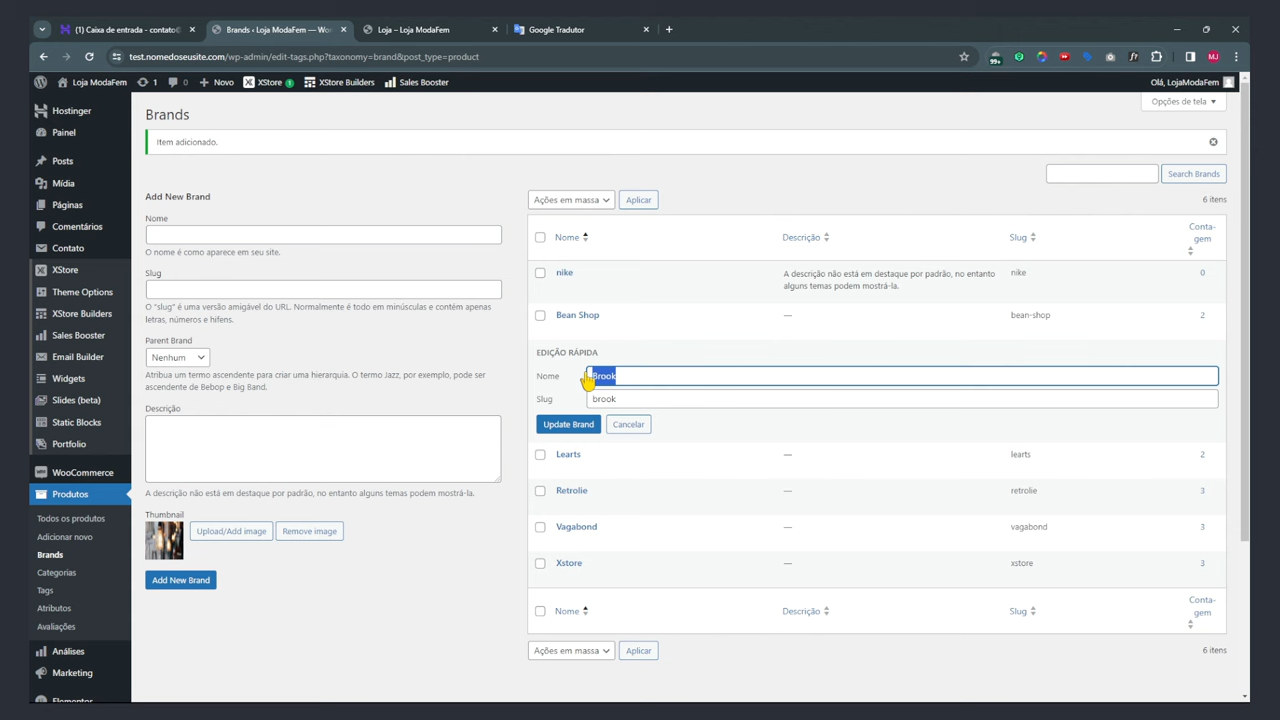 (1) Caixa de entrada - contato@
Brands ‹ Loja ModaFem — Wo
Loja – Loja ModaFem
Google Tradutor
test.nomedoseusite.com/wp-admin/edit-tags.php?taxonomy=brand&post_type=product
99+
MJ
Loja ModaFem
1
0
Novo
XStore
1
XStore Builders
Sales Booster
Olá, LojaModaFem
Hostinger
Painel
Posts
Mídia
Páginas
Comentários
Contato
XStore
Theme Options
XStore Builders
Sales Booster
Email Builder
Widgets
Slides (beta)
Static Blocks
Portfolio
WooCommerce
Produtos
Todos os produtos
Adicionar novo
Brands
Categorias
Tags
Atributos
Avaliações
Análises
Marketing
Elementor
Brands
Opções de tela
Item adicionado.
Search Brands
Add New Brand
Nome
O nome é como aparece em seu site.
Slug
O "slug" é uma versão amigável do URL. Normalmente é todo em minúsculas e contém apenas
letras, números e hífens.
Parent Brand
Nenhum
Atribua um termo ascendente para criar uma hierarquia. O termo Jazz, por exemplo, pode ser
ascendente de Bebop e Big Band.
Descrição
A descrição não está em destaque por padrão, no entanto alguns temas podem mostrá-la.
Thumbnail
Upload/Add image
Remove image
Add New Brand
Ações em massa
Aplicar
6 itens
Nome
Descrição
Slug
Conta-
gem
nike
A descrição não está em destaque por padrão, no entanto
alguns temas podem mostrá-la.
nike
0
Bean Shop
—
bean-shop
2
EDIÇÃO RÁPIDA
Nome
Brook
Slug
brook
Update Brand
Cancelar
Learts
—
learts
2
Retrolie
—
retrolie
3
Vagabond
—
vagabond
3
Xstore
—
xstore
3
Nome
Descrição
Slug
Conta-
gem
Ações em massa
Aplicar
6 itens